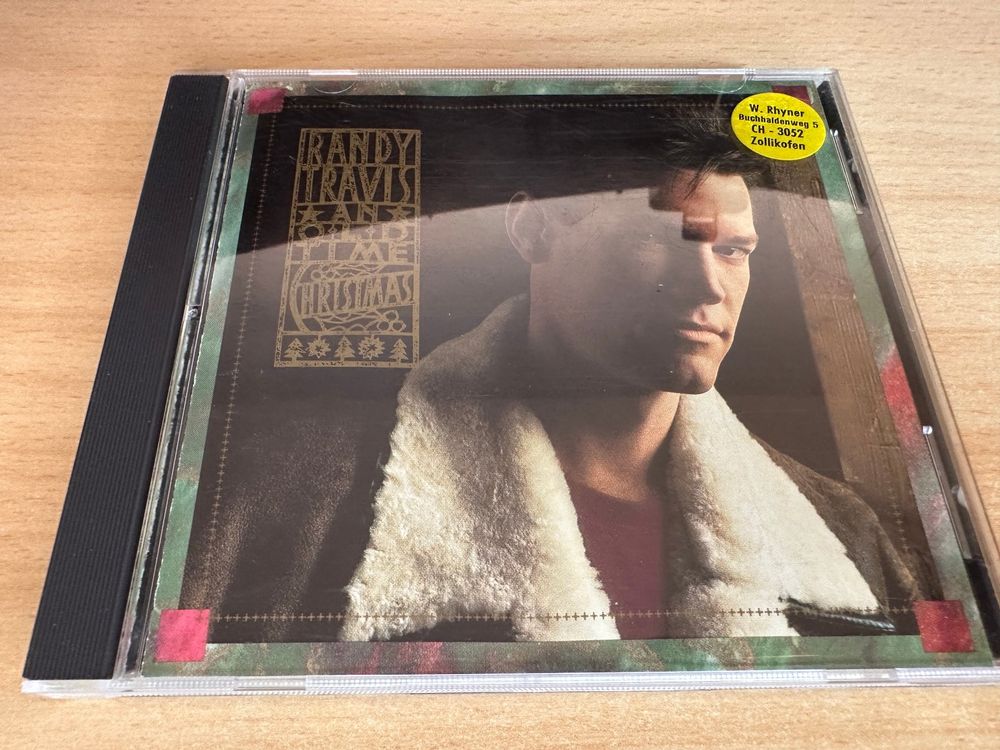 RANDY
TRAVIS
AN
OLD
TIME
CHRISTMAS
W. Rhyner
Buchhaldenweg 5
CH - 3052
Zollikofen